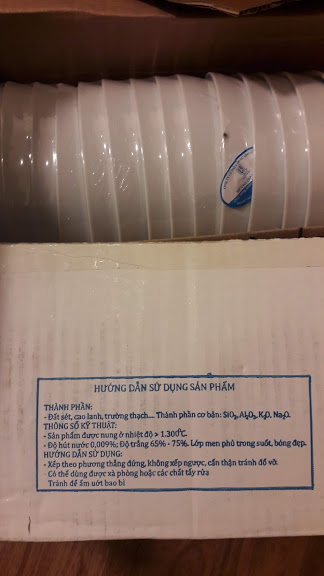 HƯỚNG DẪN SỬ DỤNG SẢN PHẨM
THÀNH PHẦN:
- Đất sét, cao lanh, trường thạch.... Thành phần cơ bản: SiO₂, Al₂O₃, K₂O, Na₂O.
THÔNG SỐ KỸ THUẬT:
- Sản phẩm được nung ở nhiệt độ > 1.300⁰C.
- Độ hút nước 0,009%; Độ trắng 65% - 75%. Lớp men phủ trong suốt, bóng đẹp.
HƯỚNG DẪN SỬ DỤNG:
- Xếp theo phương thẳng đứng, không xếp ngược, cẩn thận tránh đổ vỡ.
- Có thể dùng được xà phòng hoặc các chất tẩy rửa
Tránh để ẩm ướt bao bì